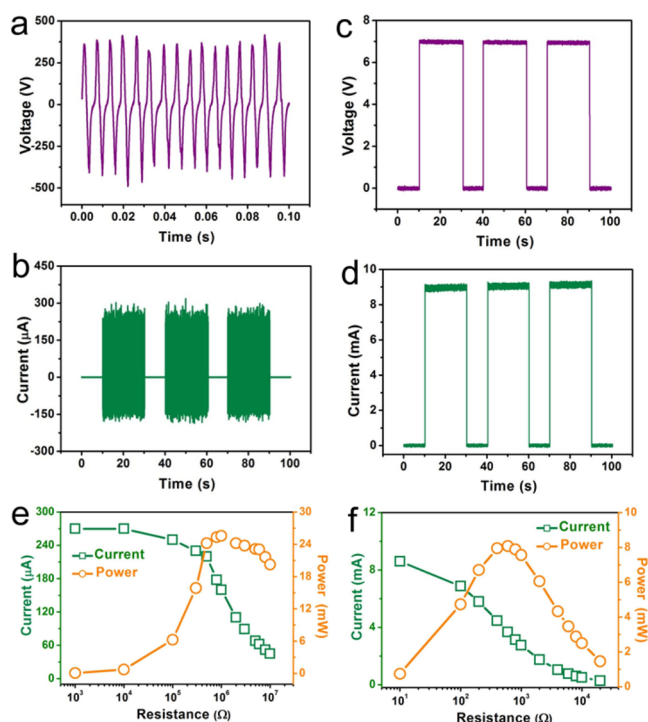 a
500
250
0
-250
-500
Voltage (V)
0.00 0.02 0.04 0.06 0.08 0.10
Time (s)
c
8
6
4
2
0
Voltage (V)
0 20 40 60 80 100
Time (s)
b
450
300
150
0
-150
-300
Current (μA)
0 20 40 60 80 100
Time (s)
d
10
8
6
4
2
0
Current (mA)
0 20 40 60 80 100
Time (s)
e
300
240
180
120
60
0
Current (μA)
Current
Power
30
24
18
12
6
0
Power (mW)
10³ 10⁴ 10⁵ 10⁶ 10⁷
Resistance (Ω)
f
12
8
4
0
Current (mA)
Current
Power
10
8
6
4
2
0
Power (mW)
10¹ 10² 10³ 10⁴
Resistance (Ω)